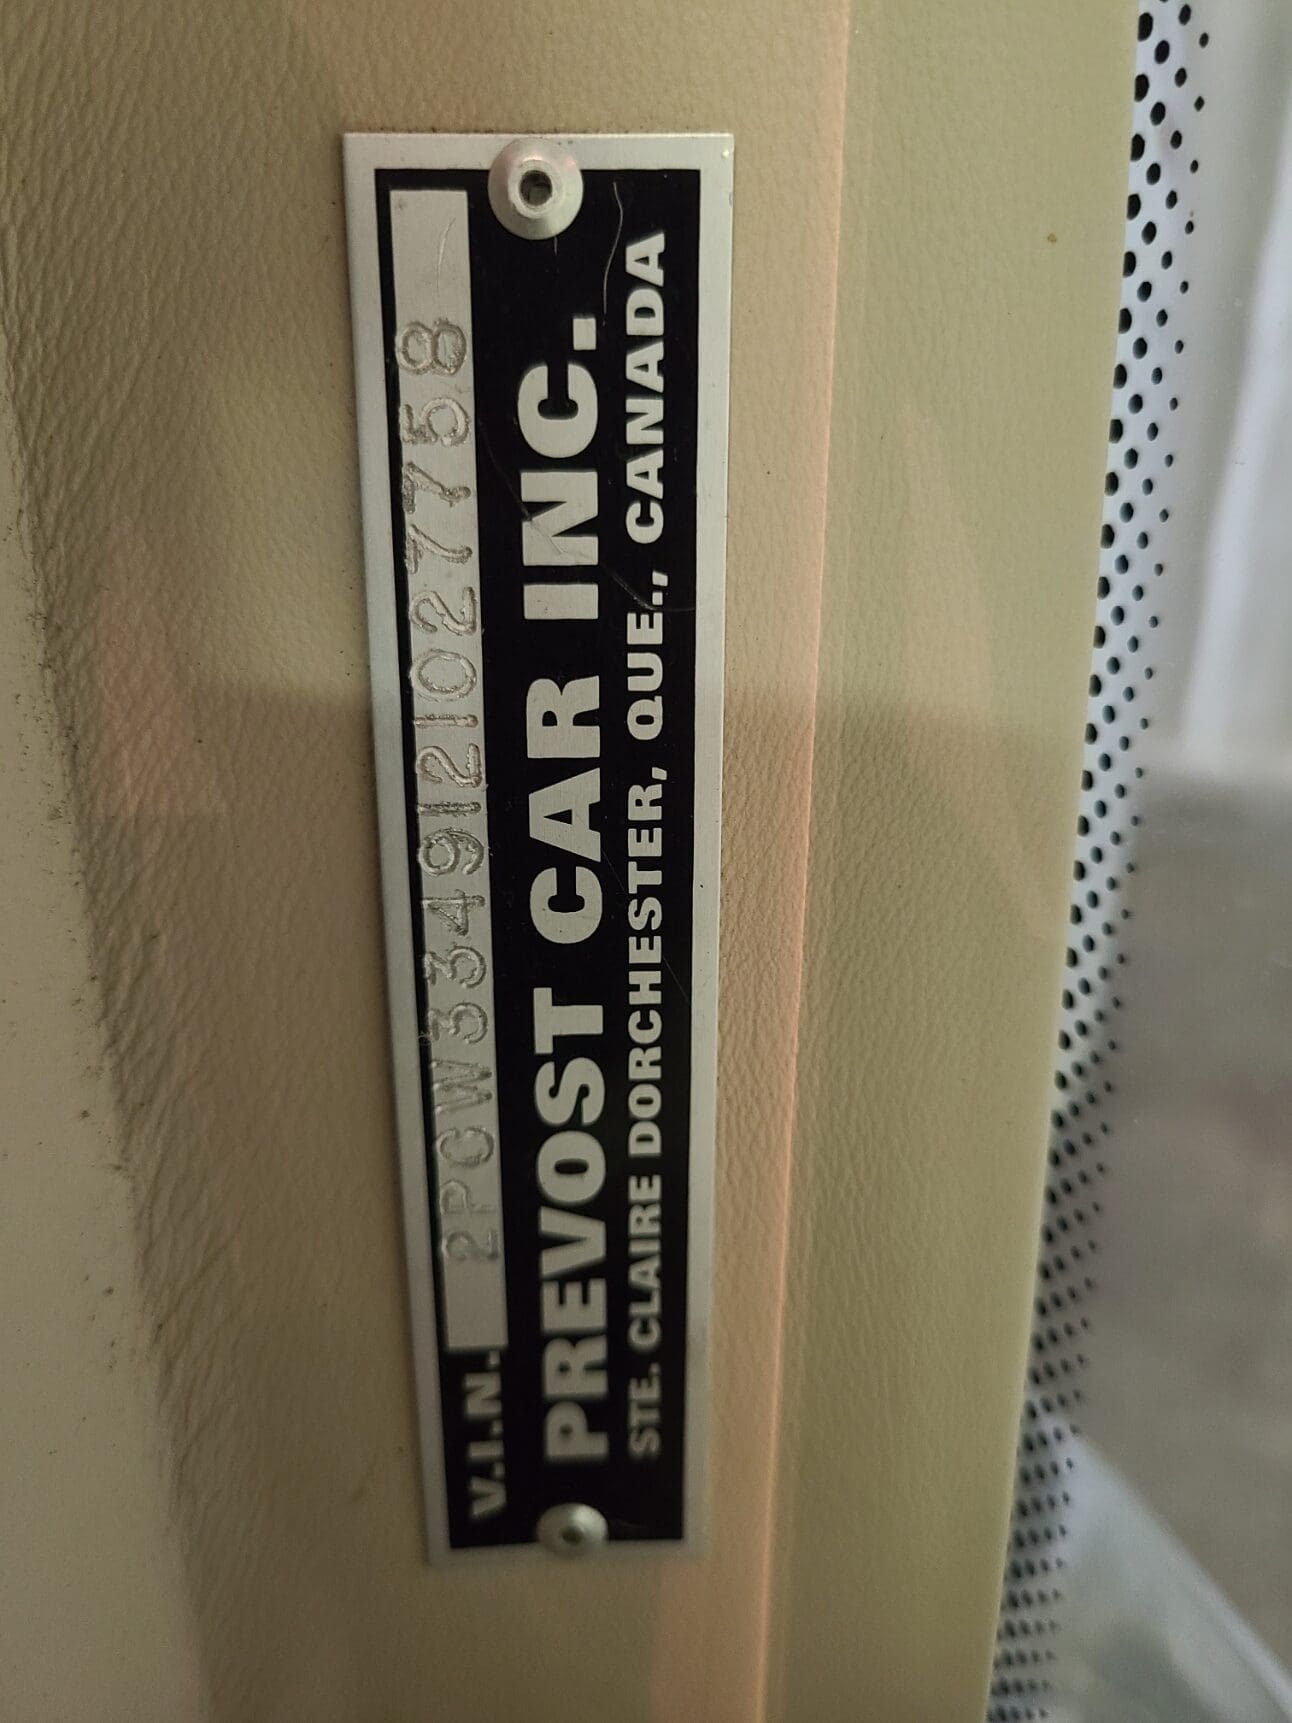 V.I.N. 2PCW3349121027758
PREVOST CAR INC.
STE. CLAIRE DORCHESTER, QUE., CANADA